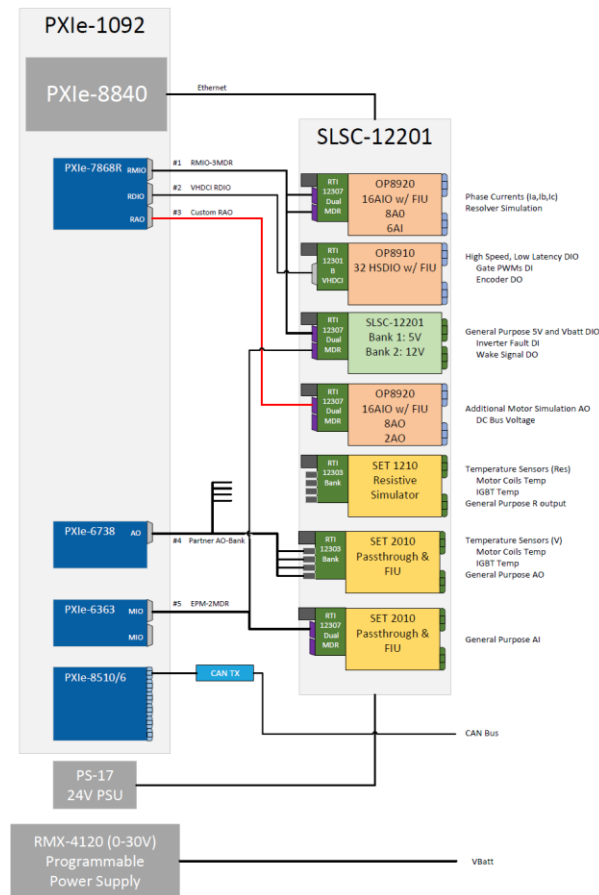 PXIe-1092
PXIe-8840
Ethernet
SLSC-12201
PXIe-7868R
RMIO
RDIO
RAO
#1 RMIO-3MDR
#2 VHDCI RDIO
#3 Custom RAO
RTI
12307
Dual
MDR
OP8920
16AIO w/ FIU
8A0
6AI
Phase Currents (Ia,Ib,Ic)
Resolver Simulation
RTI
12301
B
VHDCI
OP8910
32 HSDIO w/ FIU
High Speed, Low Latency DIO
Gate PWMs DI
Encoder DO
RTI
12307
Dual
MDR
SLSC-12201
Bank 1: 5V
Bank 2: 12V
General Purpose 5V and Vbatt DIO
Inverter Fault DI
Wake Signal DO
RTI
12307
Dual
MDR
OP8920
16AIO w/ FIU
8AO
2AO
Additional Motor Simulation AO
DC Bus Voltage
RTI
12303
Bank
SET 1210
Resistive
Simulator
Temperature Sensors (Res)
Motor Coils Temp
IGBT Temp
General Purpose R output
PXIe-6738
AO
#4 Partner AO-Bank
RTI
12303
Bank
SET 2010
Passthrough &
FIU
Temperature Sensors (V)
Motor Coils Temp
IGBT Temp
General Purpose AO
PXIe-6363
MIO
MIO
#5 EPM-2MDR
RTI
12307
Dual
MDR
SET 2010
Passthrough &
FIU
General Purpose AI
PXIe-8510/6
CAN TX
CAN Bus
PS-17
24V PSU
RMX-4120 (0-30V)
Programmable
Power Supply
VBatt